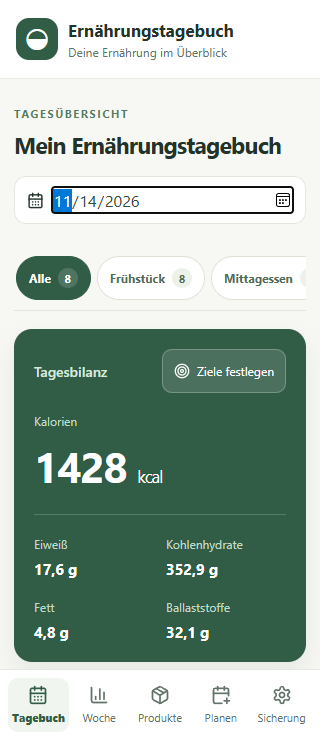 Ernährungstagebuch
Deine Ernährung im Überblick
TAGESÜBERSICHT
Mein Ernährungstagebuch
11/14/2026
Alle 8 Frühstück 8 Mittagessen
Tagesbilanz Ziele festlegen
Kalorien
1428 kcal
Eiweiß Kohlenhydrate
17,6 g 352,9 g
Fett Ballaststoffe
4,8 g 32,1 g
Tagebuch Woche Produkte Planen Sicherung